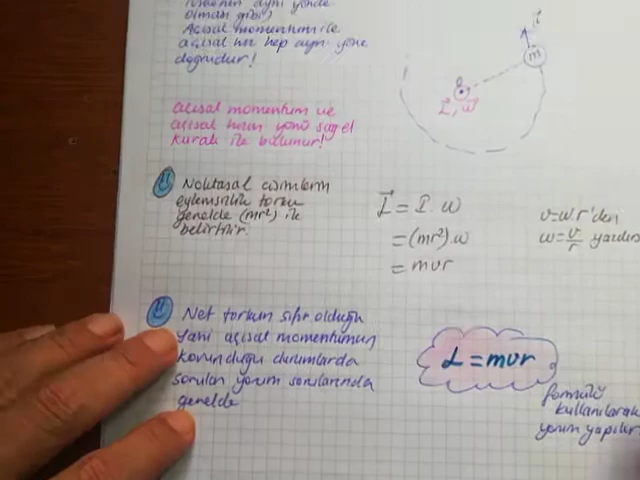 olması gibi)
Açısal momentum ile
açısal hız hep aynı yöne
doğrudur!
v
m
L, w
açısal momentum ve
açısal hızın yönü sağ el
kuralı ile bulunur!
Noktasal cisimlerin
eylemsizlik torku
genelde (mr²) ile
belirtilir.
L = I. w
= (mr²).w
= mvr
v=w.r'den
w=v/r yazdım
Net torkun sıfır olduğu
yani açısal momentumun
korunduğu durumlarda
sorulan yorum sorularında
genelde
L = mvr
formülü
kullanılarak
yorum yapılır